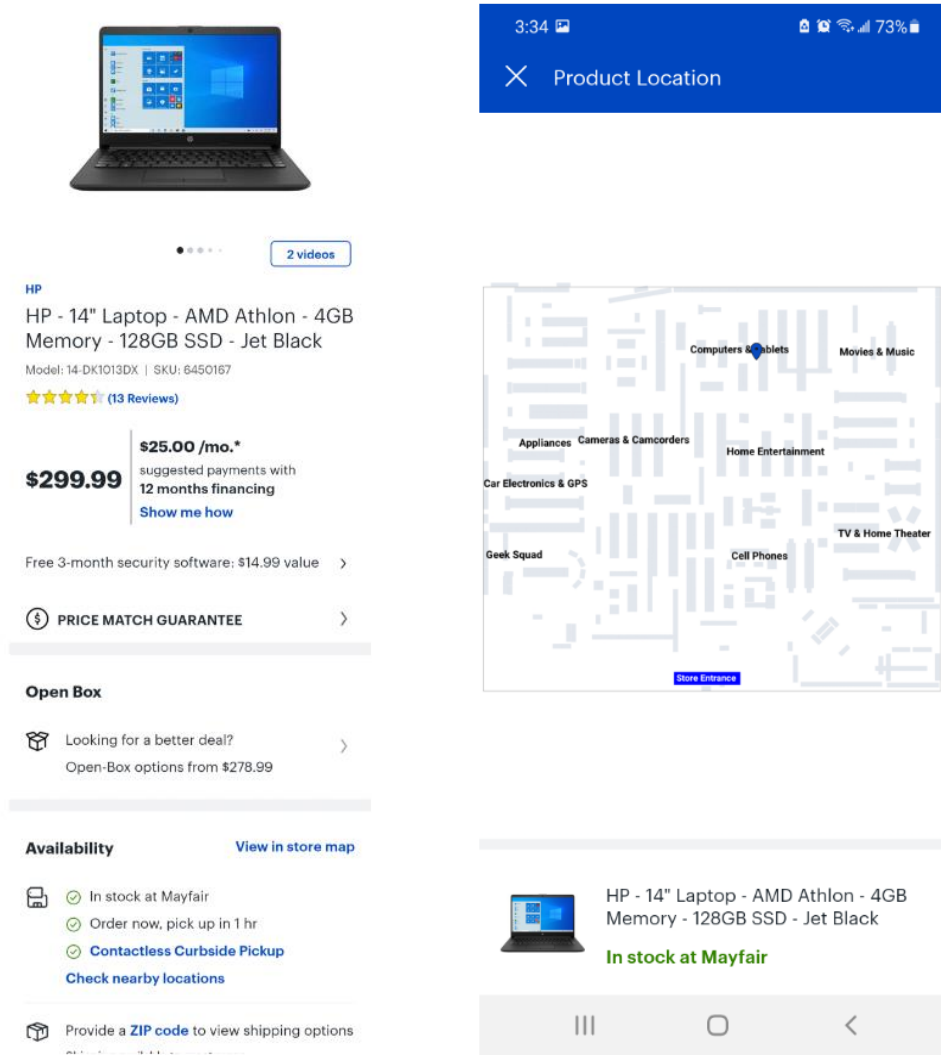 2 videos
HP
HP - 14" Laptop - AMD Athlon - 4GB
Memory - 128GB SSD - Jet Black
Model: 14-DK1013DX | SKU: 6450167
(13 Reviews)
$299.99
$25.00 /mo.*
suggested payments with
12 months financing
Show me how
Free 3-month security software: $14.99 value
PRICE MATCH GUARANTEE
Open Box
Looking for a better deal?
Open-Box options from $278.99
Availability
View in store map
In stock at Mayfair
Order now, pick up in 1 hr
Contactless Curbside Pickup
Check nearby locations
Provide a ZIP code to view shipping options
3:34
73%
Product Location
Computers & Tablets
Movies & Music
Appliances
Cameras & Camcorders
Home Entertainment
Car Electronics & GPS
TV & Home Theater
Geek Squad
Cell Phones
Store Entrance
HP - 14" Laptop - AMD Athlon - 4GB
Memory - 128GB SSD - Jet Black
In stock at Mayfair